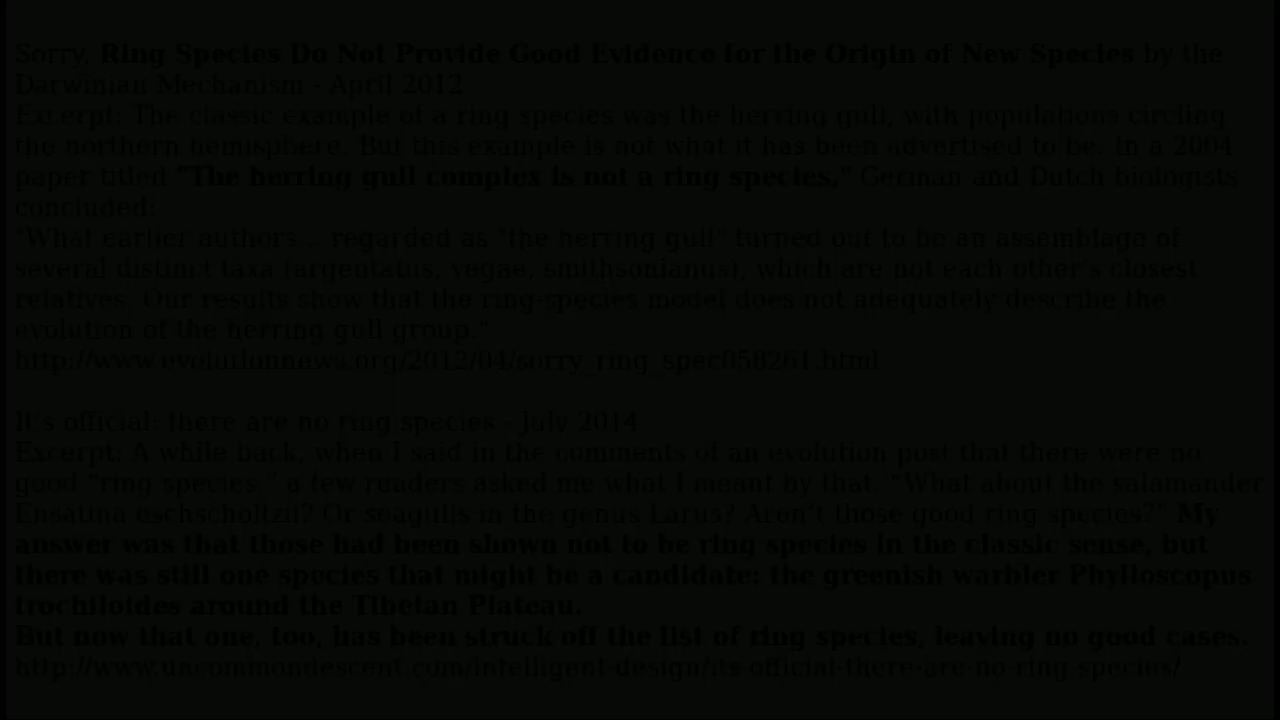 Sorry, Ring Species Do Not Provide Good Evidence for the Origin of New Species by the
Darwinian Mechanism - April 2012
Excerpt: The classic example of a ring species was the herring gull, with populations circling
the northern hemisphere. But this example is not what it has been advertised to be. In a 2004
paper titled "The herring gull complex is not a ring species," German and Dutch biologists
concluded:
"What earlier authors... regarded as "the herring gull" turned out to be an assemblage of
several distinct taxa (argentatus, vegae, smithsonianus), which are not each other's closest
relatives. Our results show that the ring-species model does not adequately describe the
evolution of the herring gull group."
http://www.evolutionnews.org/2012/04/sorry_ring_spec058261.html
It's official: there are no ring species - July 2014
Excerpt: A while back, when I said in the comments of an evolution post that there were no
good "ring species," a few readers asked me what I meant by that. "What about the salamander
Ensatina eschscholtzii? Or seagulls in the genus Larus? Aren't those good ring species?" My
answer was that those had been shown not to be ring species in the classic sense, but
there was still one species that might be a candidate: the greenish warbler Phylloscopus
trochiloides around the Tibetan Plateau.
But now that one, too, has been struck off the list of ring species, leaving no good cases.
http://www.uncommondescent.com/intelligent-design/its-official-there-are-no-ring-species/